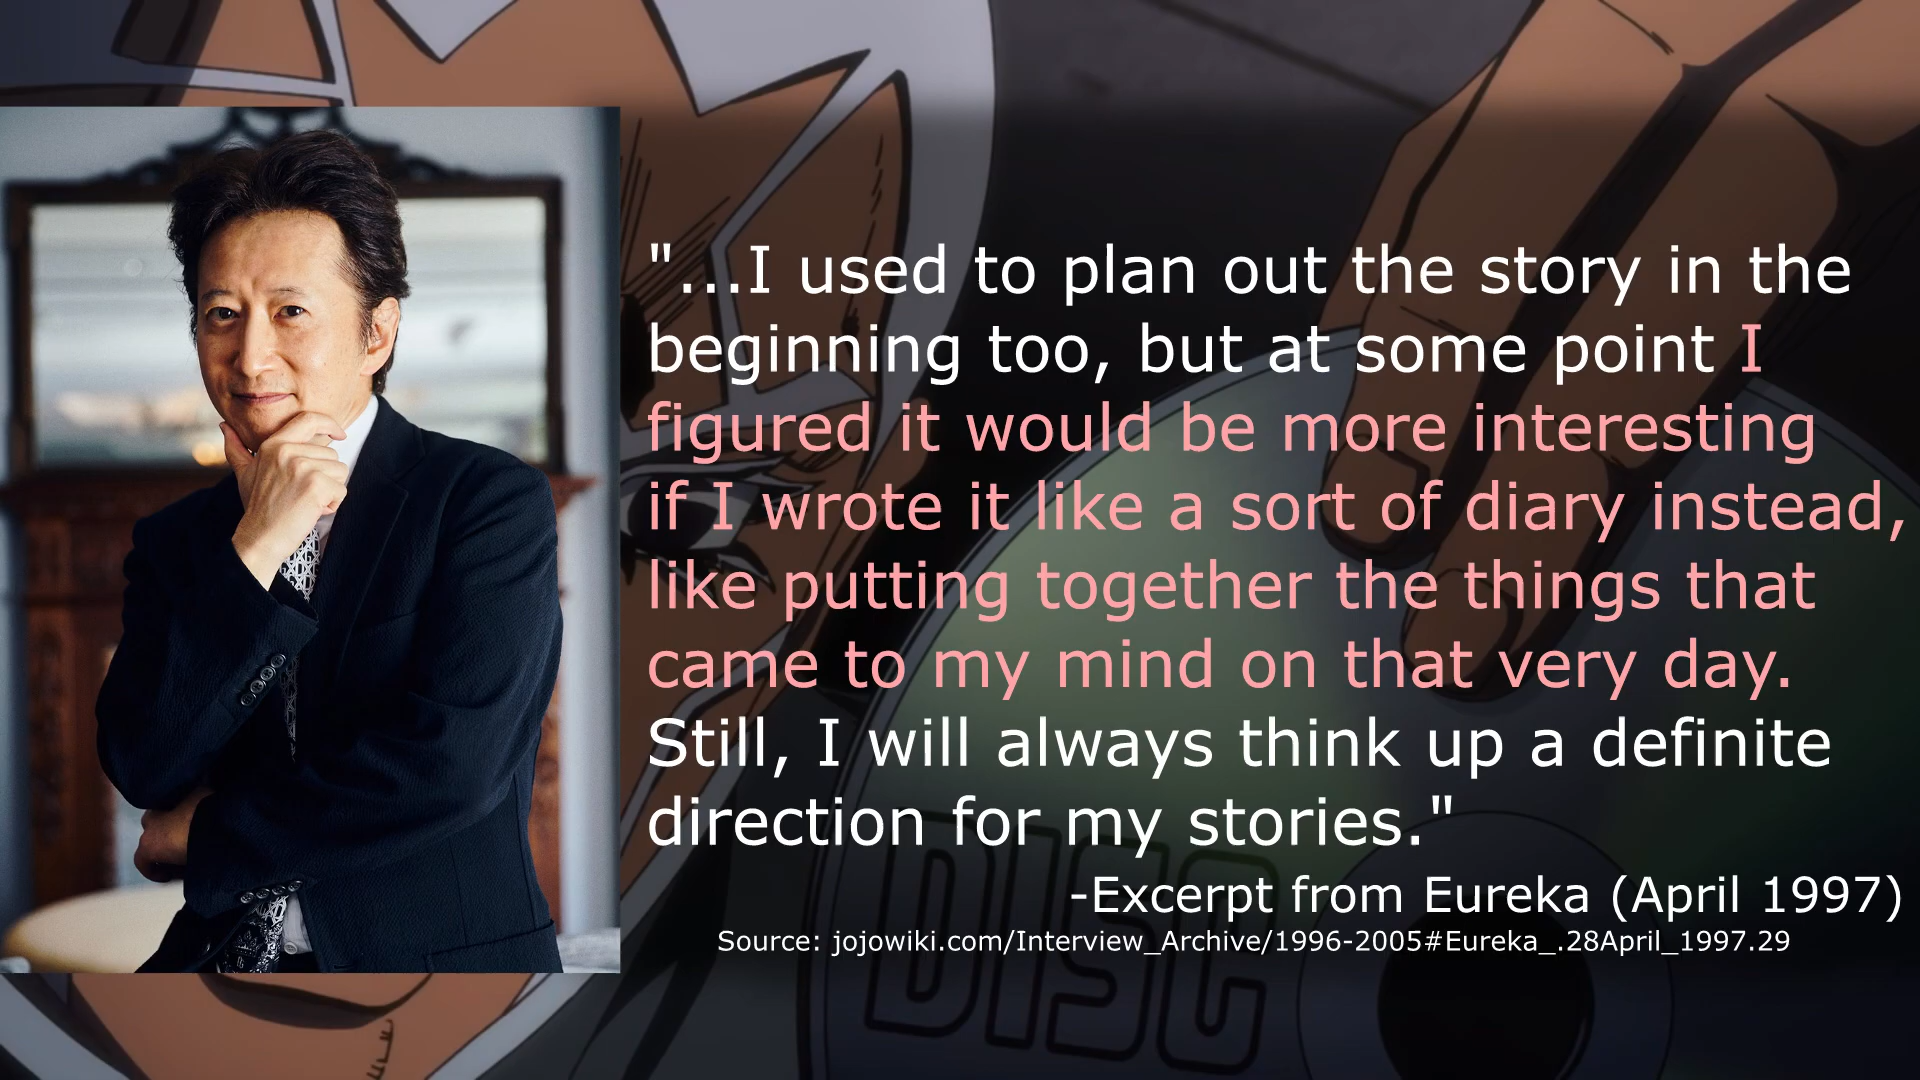 "...I used to plan out the story in the
beginning too, but at some point I
figured it would be more interesting
if I wrote it like a sort of diary instead,
like putting together the things that
came to my mind on that very day.
Still, I will always think up a definite
direction for my stories."
-Excerpt from Eureka (April 1997)
Source: jojowiki.com/Interview_Archive/1996-2005#Eureka_.28April_1997.29
DISC